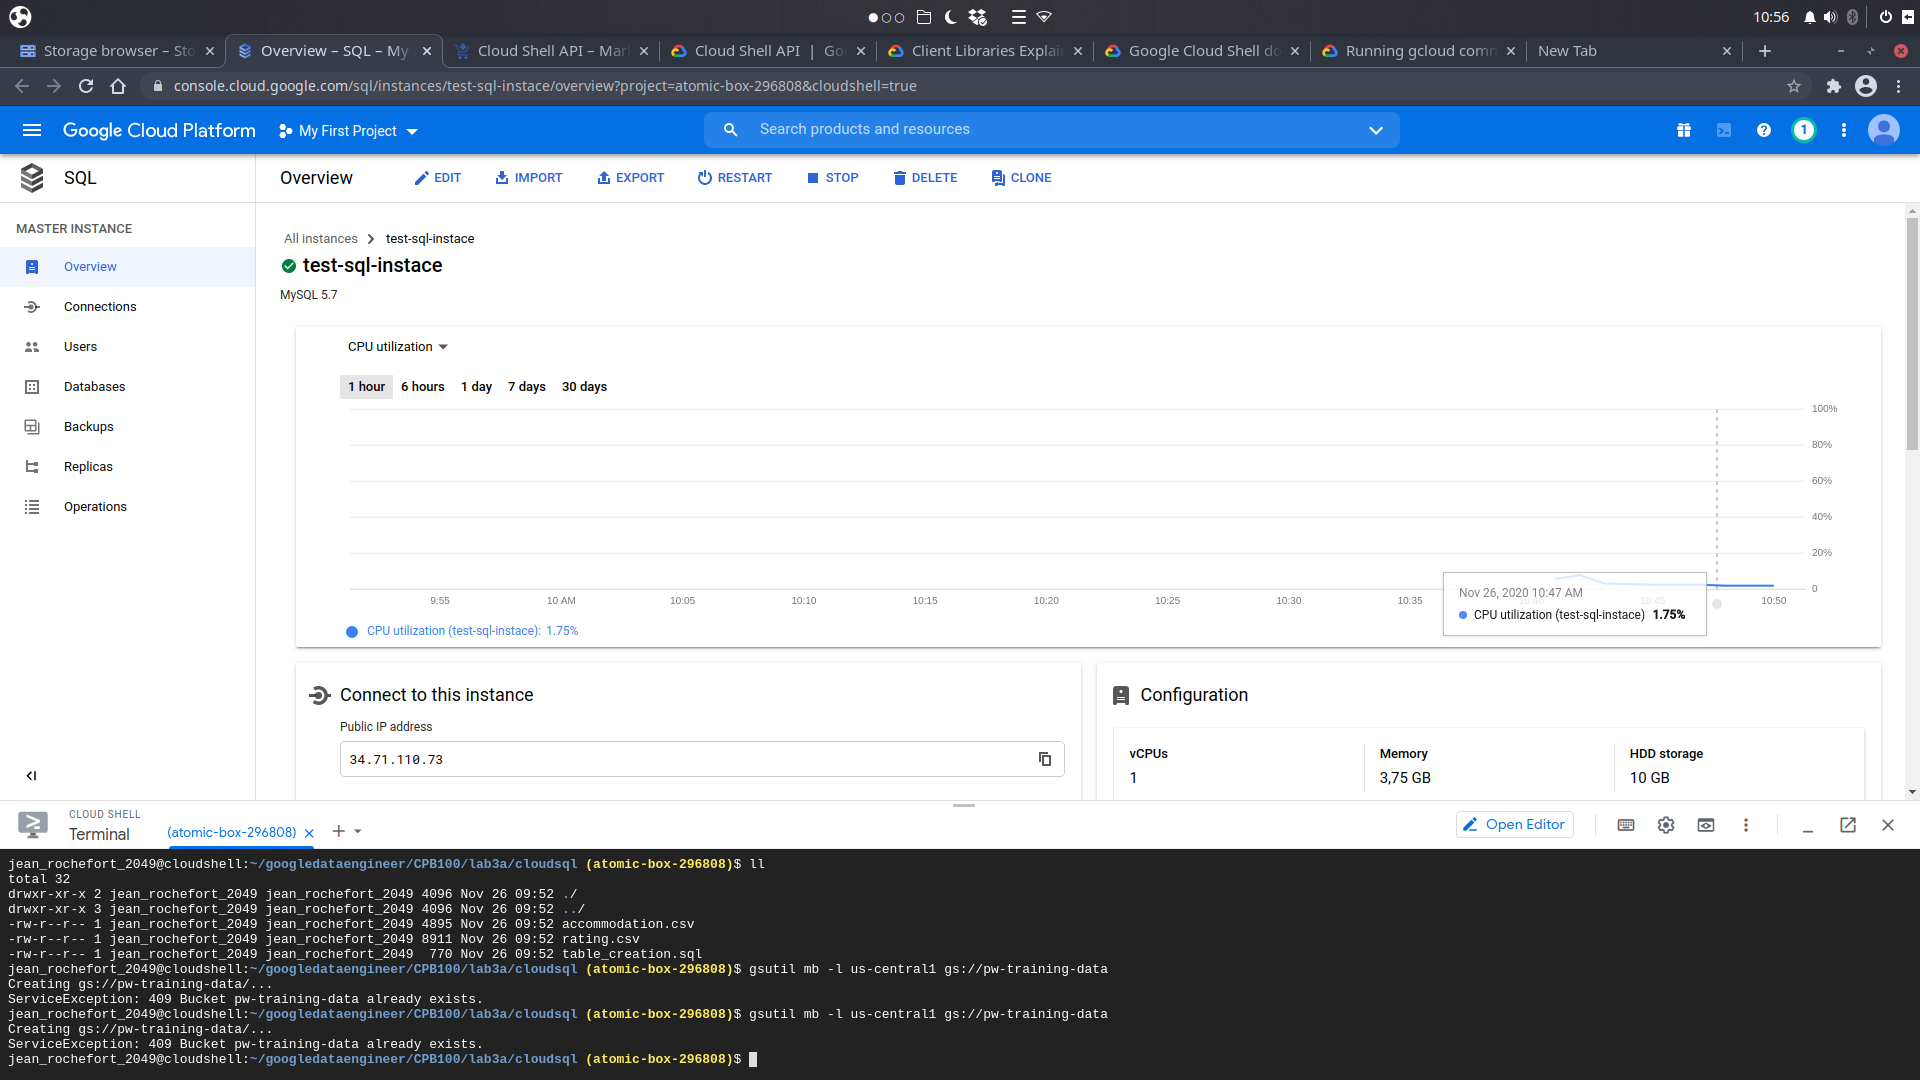 10:56
Storage browser – Sto
Overview – SQL – My
Cloud Shell API – Mar
Cloud Shell API | Goo
Client Libraries Explai
Google Cloud Shell do
Running gcloud comm
New Tab
console.cloud.google.com/sql/instances/test-sql-instace/overview?project=atomic-box-296808&cloudshell=true
Google Cloud Platform
My First Project
Search products and resources
1
SQL
Overview
EDIT
IMPORT
EXPORT
RESTART
STOP
DELETE
CLONE
MASTER INSTANCE
Overview
Connections
Users
Databases
Backups
Replicas
Operations
All instances
test-sql-instace
test-sql-instace
MySQL 5.7
CPU utilization
1 hour
6 hours
1 day
7 days
30 days
100%
80%
60%
40%
20%
0
9:55
10 AM
10:05
10:10
10:15
10:20
10:25
10:30
10:35
10:45
10:50
Nov 26, 2020 10:47 AM
CPU utilization (test-sql-instace) 1.75%
CPU utilization (test-sql-instace): 1.75%
Connect to this instance
Public IP address
34.71.110.73
Configuration
vCPUs
1
Memory
3,75 GB
HDD storage
10 GB
CLOUD SHELL
Terminal
(atomic-box-296808)
Open Editor
jean_rochefort_2049@cloudshell:~/googledataengineer/CPB100/lab3a/cloudsql (atomic-box-296808)$ ll
total 32
drwxr-xr-x 2 jean_rochefort_2049 jean_rochefort_2049 4096 Nov 26 09:52 ./
drwxr-xr-x 3 jean_rochefort_2049 jean_rochefort_2049 4096 Nov 26 09:52 ../
-rw-r--r-- 1 jean_rochefort_2049 jean_rochefort_2049 4895 Nov 26 09:52 accommodation.csv
-rw-r--r-- 1 jean_rochefort_2049 jean_rochefort_2049 8911 Nov 26 09:52 rating.csv
-rw-r--r-- 1 jean_rochefort_2049 jean_rochefort_2049  770 Nov 26 09:52 table_creation.sql
jean_rochefort_2049@cloudshell:~/googledataengineer/CPB100/lab3a/cloudsql (atomic-box-296808)$ gsutil mb -l us-central1 gs://pw-training-data
Creating gs://pw-training-data/...
ServiceException: 409 Bucket pw-training-data already exists.
jean_rochefort_2049@cloudshell:~/googledataengineer/CPB100/lab3a/cloudsql (atomic-box-296808)$ gsutil mb -l us-central1 gs://pw-training-data
Creating gs://pw-training-data/...
ServiceException: 409 Bucket pw-training-data already exists.
jean_rochefort_2049@cloudshell:~/googledataengineer/CPB100/lab3a/cloudsql (atomic-box-296808)$